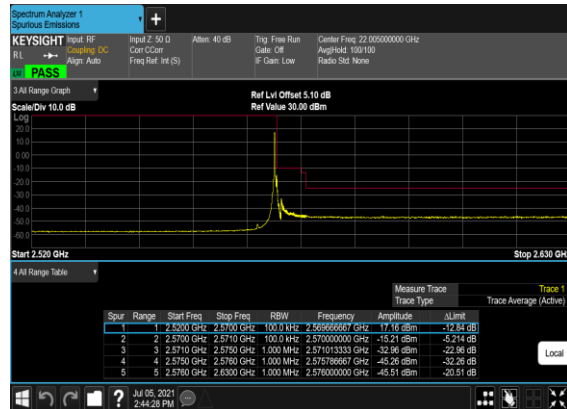 Spectrum Analyzer 1
Spurious Emissions
+
KEYSIGHT Input: RF Input Z: 50 Ω Atten: 40 dB Trig: Free Run Center Freq: 22.005000000 GHz
RL Coupling: DC Corr CCorr Gate: Off Avg|Hold: 100/100
Align: Auto Freq Ref: Int (S) IF Gain: Low Radio Std: None
PASS
3 All Range Graph Ref Lvl Offset 5.10 dB
Scale/Div 10.0 dB Ref Value 30.00 dBm
Log
20.0
10.0
0.00
-10.0
-20.0
-30.0
-40.0
-50.0
-60.0
Start 2.520 GHz Stop 2.630 GHz
4 All Range Table
Measure Trace Trace 1
Trace Type Trace Average (Active)
Spur Range Start Freq Stop Freq RBW Frequency Amplitude ΔLimit
1 1 2.5200 GHz 2.5700 GHz 100.0 kHz 2.569666667 GHz 17.16 dBm -12.84 dB
2 2 2.5700 GHz 2.5710 GHz 100.0 kHz 2.570000000 GHz -15.21 dBm -5.214 dB
3 3 2.5710 GHz 2.5750 GHz 1.000 MHz 2.571013333 GHz -32.96 dBm -22.96 dB
4 4 2.5750 GHz 2.5760 GHz 1.000 MHz 2.575786667 GHz -45.26 dBm -32.26 dB
5 5 2.5760 GHz 2.6300 GHz 1.000 MHz 2.576000000 GHz -45.51 dBm -20.51 dB
Local
? Jul 05, 2021
2:44:28 PM